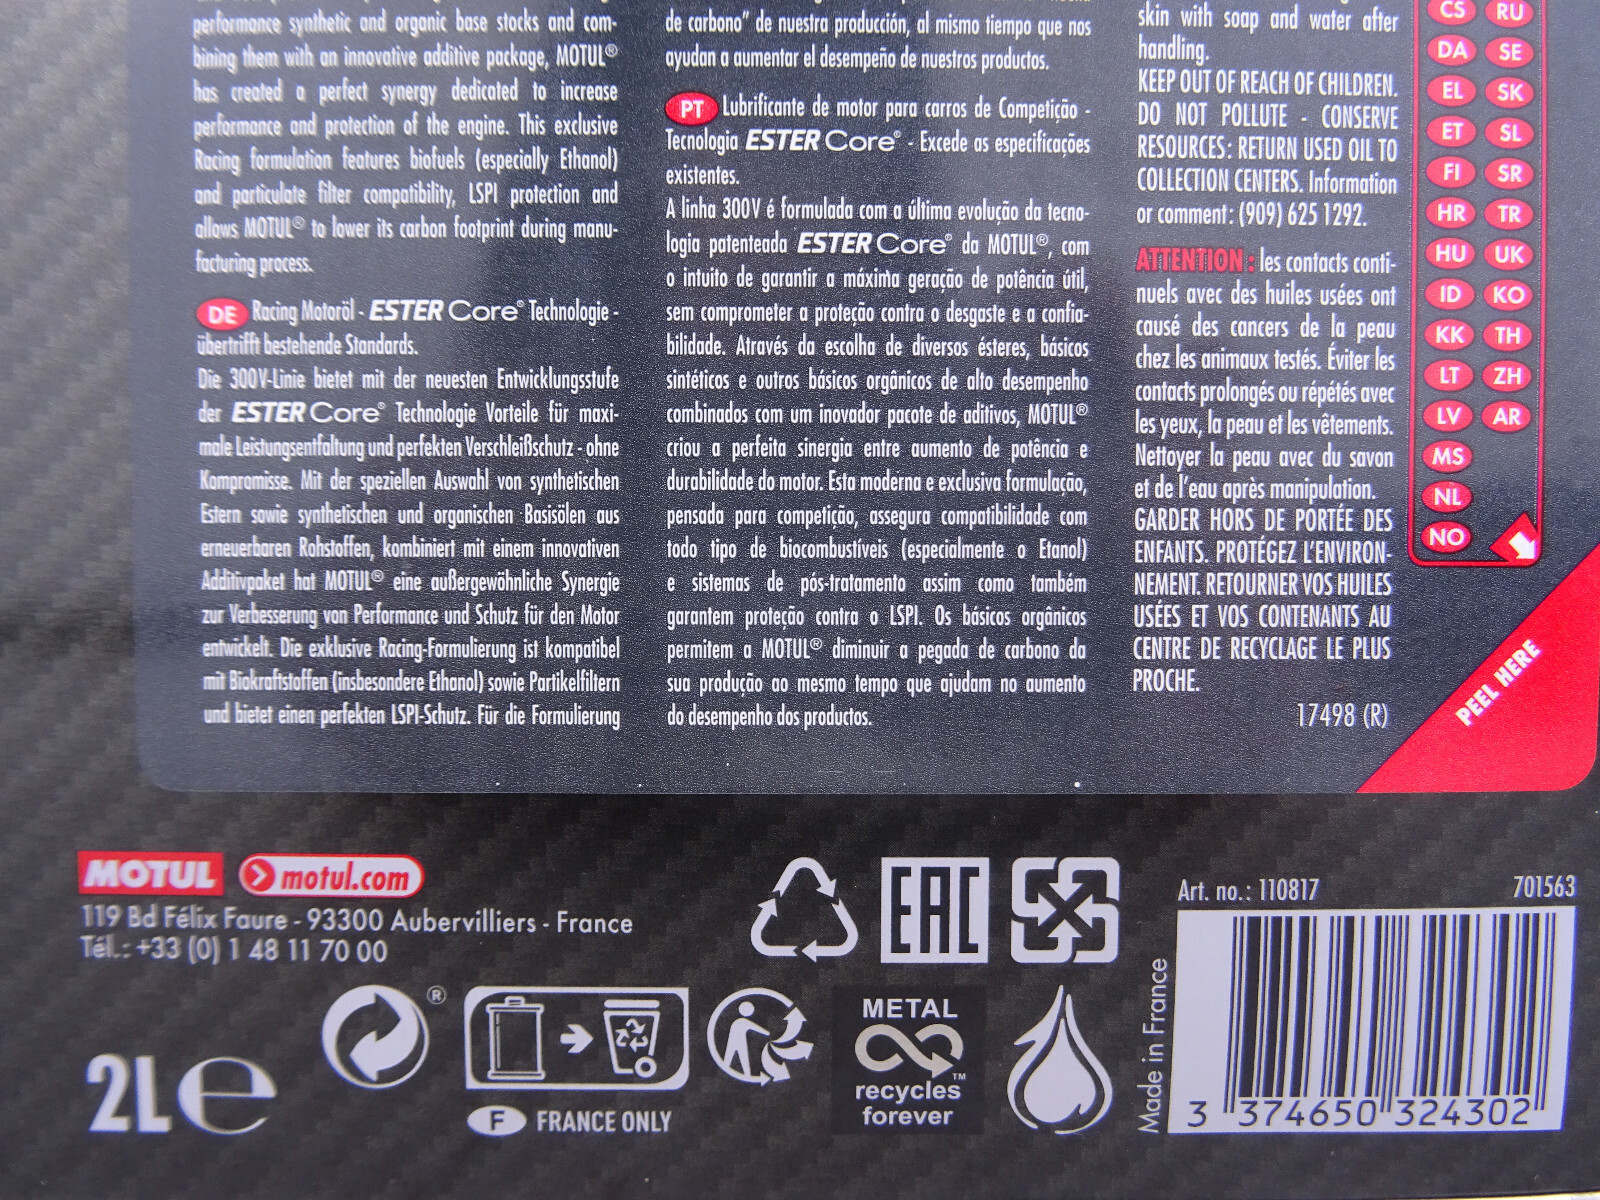 performance synthetic and organic base stocks and com-
bining them with an innovative additive package, MOTUL®
has created a perfect synergy dedicated to increase
performance and protection of the engine. This exclusive
Racing formulation features biofuels (especially Ethanol)
and particulate filter compatibility, LSPI protection and
allows MOTUL® to lower its carbon footprint during manu-
facturing process.
DE Racing Motoröl - ESTER Core® Technologie -
übertrifft bestehende Standards.
Die 300V-Linie bietet mit der neuesten Entwicklungsstufe
der ESTER Core® Technologie Vorteile für maxi-
male Leistungsentfaltung und perfekten Verschleißschutz - ohne
Kompromisse. Mit der speziellen Auswahl von synthetischen
Estern sowie synthetischen und organischen Basisölen aus
erneuerbaren Rohstoffen, kombiniert mit einem innovativen
Additivpaket hat MOTUL® eine außergewöhnliche Synergie
zur Verbesserung von Performance und Schutz für den Motor
entwickelt. Die exklusive Racing-Formulierung ist kompatibel
mit Biokraftstoffen (insbesondere Ethanol) sowie Partikelfiltern
und bietet einen perfekten LSPI-Schutz. Für die Formulierung
de carbono" de nuestra producción, al mismo tiempo que nos
ayudan a aumentar el desempeño de nuestros productos.
PT Lubrificante de motor para carros de Competição -
Tecnologia ESTER Core® - Excede as especificações
existentes.
A linha 300V é formulada com a última evolução da tecno-
logia patenteada ESTER Core® da MOTUL®, com
o intuito de garantir a máxima geração de potência útil,
sem comprometer a proteção contra o desgaste e a confia-
bilidade. Através da escolha de diversos ésteres, básicos
sintéticos e outros básicos orgânicos de alto desempenho
combinados com um inovador pacote de aditivos, MOTUL®
criou a perfeita sinergia entre aumento de potência e
durabilidade do motor. Esta moderna e exclusiva formulação,
pensada para competição, assegura compatibilidade com
todo tipo de biocombustíveis (especialmente o Etanol)
e sistemas de pós-tratamento assim como também
garantem proteção contra o LSPI. Os básicos orgânicos
permitem a MOTUL® diminuir a pegada de carbono da
sua produção ao mesmo tempo que ajudam no aumento
do desempenho dos productos.
skin with soap and water after
handling.
KEEP OUT OF REACH OF CHILDREN.
DO NOT POLLUTE - CONSERVE
RESOURCES: RETURN USED OIL TO
COLLECTION CENTERS. Information
or comment: (909) 625 1292.
ATTENTION : les contacts conti-
nuels avec des huiles usées ont
causé des cancers de la peau
chez les animaux testés. Éviter les
contacts prolongés ou répétés avec
les yeux, la peau et les vêtements.
Nettoyer la peau avec du savon
et de l'eau après manipulation.
GARDER HORS DE PORTÉE DES
ENFANTS. PROTÉGEZ L'ENVIRON-
NEMENT. RETOURNER VOS HUILES
USÉES ET VOS CONTENANTS AU
CENTRE DE RECYCLAGE LE PLUS
PROCHE.
17498 (R)
CS RU
DA SE
EL SK
ET SL
FI SR
HR TR
HU UK
ID KO
KK TH
LT ZH
LV AR
MS
NL
NO
PEEL HERE
MOTUL motul.com
119 Bd Félix Faure - 93300 Aubervilliers - France
Tél.: +33 (0) 1 48 11 70 00
2L e
®
F FRANCE ONLY
EAC
METAL
recycles™
forever
Made in France
Art. no.: 110817 701563
3 374650 324302